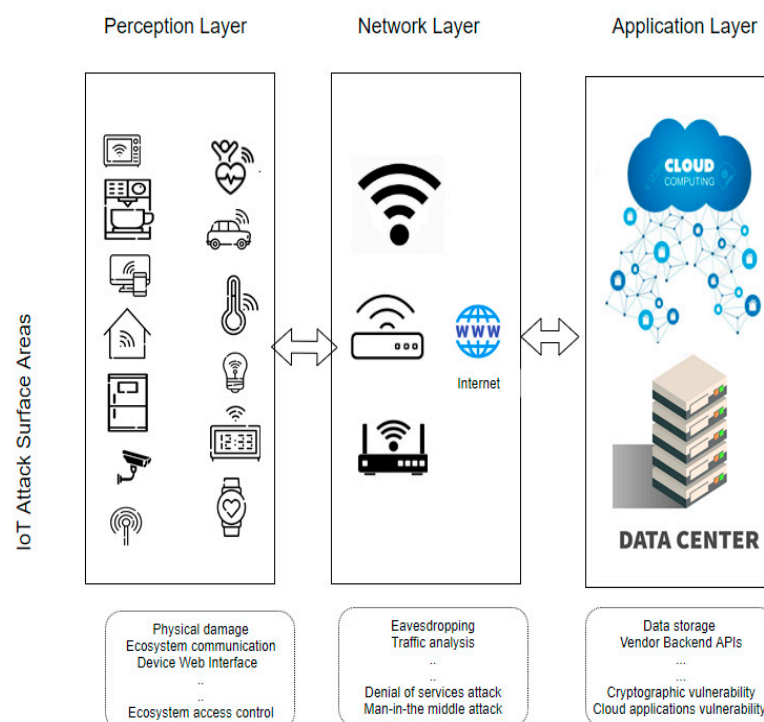 Perception Layer
Network Layer
Application Layer
IoT Attack Surface Areas
12:33
WWW
Internet
CLOUD
COMPUTING
DATA CENTER
Physical damage
Ecosystem communication
Device Web Interface
..
..
Ecosystem access control
Eavesdropping
Traffic analysis
..
..
Denial of services attack
Man-in-the middle attack
Data storage
Vendor Backend APIs
...
...
Cryptographic vulnerability
Cloud applications vulnerability